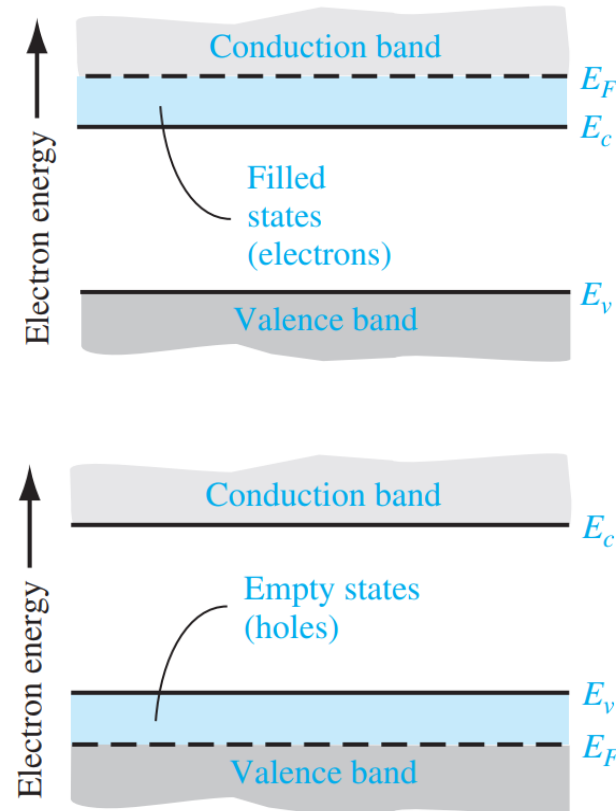 Conduction band
E_F
E_c
Filled
states
(electrons)
E_v
Valence band
Electron energy
Conduction band
E_c
Empty states
(holes)
E_v
E_F
Valence band
Electron energy